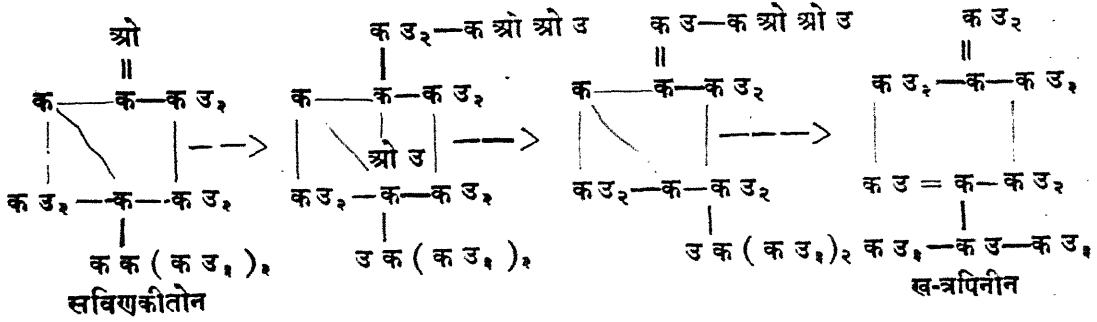 ओ
॥
क—क—क उ₂
क उ₂—क—क उ₂
क क ( क उ₃ )₂
सविणकीतोन
-->
क उ₂—क ओ ओ उ
क—क—क उ₂
ओ उ
क उ₂—क—क उ₂
उ क ( क उ₃ )₂
-->
क उ—क ओ ओ उ
॥
क—क—क उ₂
क उ₂—क—क उ₂
उ क ( क उ₃ )₂
--->
क उ₂
॥
क उ₂—क—क उ₂
क उ = क—क उ₂
क उ₃—क उ—क उ₃
ख-त्रपिनीन